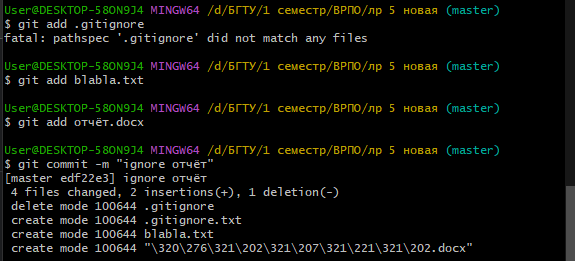 User@DESKTOP-58ON9J4 MINGW64 /d/БГТУ/1 семестр/ВРПО/лр 5 новая (master)
$ git add .gitignore
fatal: pathspec '.gitignore' did not match any files
User@DESKTOP-58ON9J4 MINGW64 /d/БГТУ/1 семестр/ВРПО/лр 5 новая (master)
$ git add blabla.txt
User@DESKTOP-58ON9J4 MINGW64 /d/БГТУ/1 семестр/ВРПО/лр 5 новая (master)
$ git add отчёт.docx
User@DESKTOP-58ON9J4 MINGW64 /d/БГТУ/1 семестр/ВРПО/лр 5 новая (master)
$ git commit -m "ignore отчёт"
[master edf22e3] ignore отчёт
4 files changed, 2 insertions(+), 1 deletion(-)
delete mode 100644 .gitignore
create mode 100644 .gitignore.txt
create mode 100644 blabla.txt
create mode 100644 "\320\276\321\202\321\207\321\221\321\202.docx"